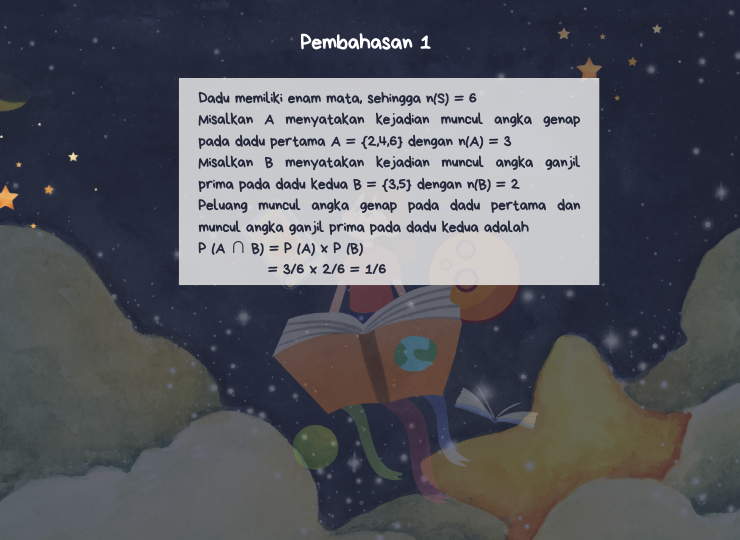 Pembahasan 1
Dadu memiliki enam mata, sehingga n(S) = 6
Misalkan A menyatakan kejadian muncul angka genap
pada dadu pertama A = {2,4,6} dengan n(A) = 3
Misalkan B menyatakan kejadian muncul angka ganjil
prima pada dadu kedua B = {3,5} dengan n(B) = 2
Peluang muncul angka genap pada dadu pertama dan
muncul angka ganjil prima pada dadu kedua adalah
P (A ∩ B) = P (A) x P (B)
= 3/6 x 2/6 = 1/6